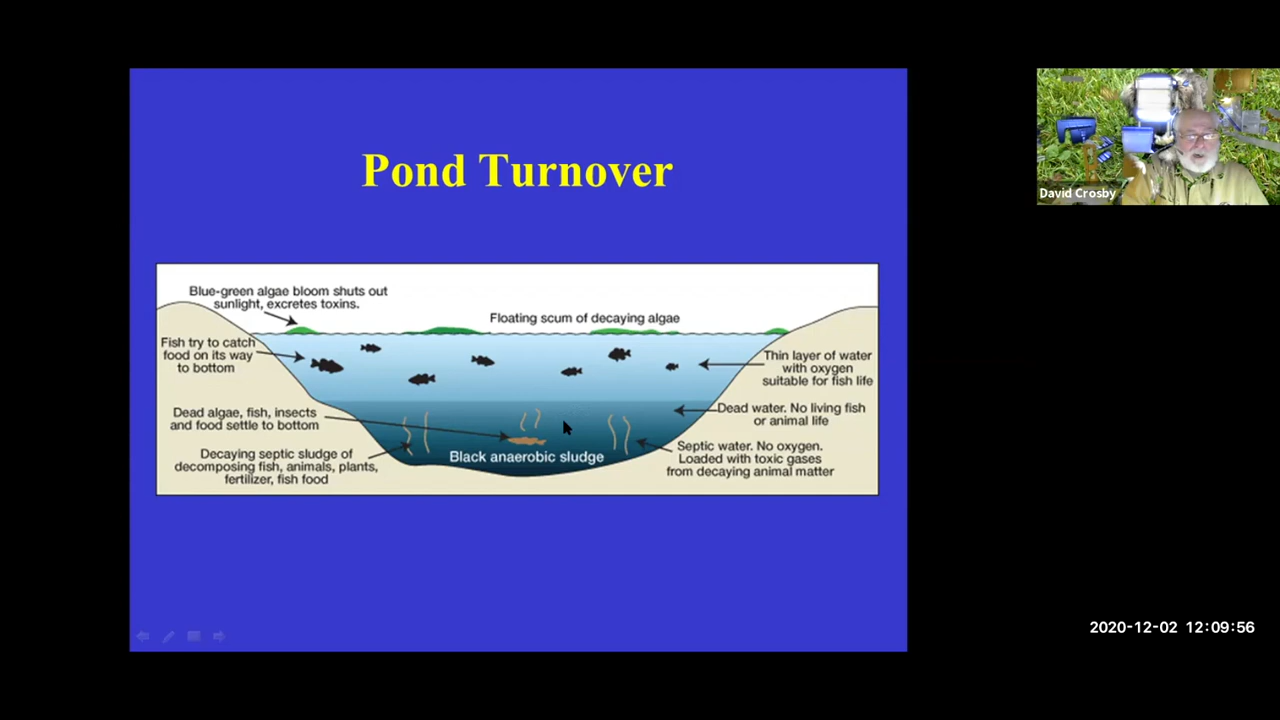 Pond Turnover
Blue-green algae bloom shuts out
sunlight, excretes toxins.
Floating scum of decaying algae
Fish try to catch
food on its way
to bottom
Thin layer of water
with oxygen
suitable for fish life
Dead algae, fish, insects
and food settle to bottom
Dead water. No living fish
or animal life
Decaying septic sludge of
decomposing fish, animals, plants,
fertilizer, fish food
Black anaerobic sludge
Septic water. No oxygen.
Loaded with toxic gases
from decaying animal matter
David Crosby
2020-12-02 12:09:56